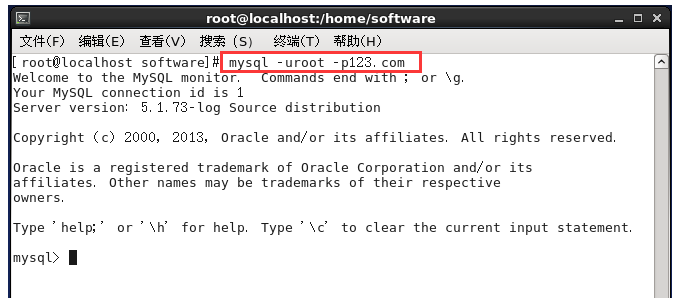 root@localhost:/home/software
文件(F) 编辑(E) 查看(V) 搜索 (S) 终端(T) 帮助(H)
[root@localhost software]# mysql -uroot -p123.com
Welcome to the MySQL monitor.  Commands end with ; or \g.
Your MySQL connection id is 1
Server version: 5.1.73-log Source distribution
Copyright (c) 2000, 2013, Oracle and/or its affiliates. All rights reserved.
Oracle is a registered trademark of Oracle Corporation and/or its
affiliates. Other names may be trademarks of their respective
owners.
Type 'help;' or '\h' for help. Type '\c' to clear the current input statement.
mysql>